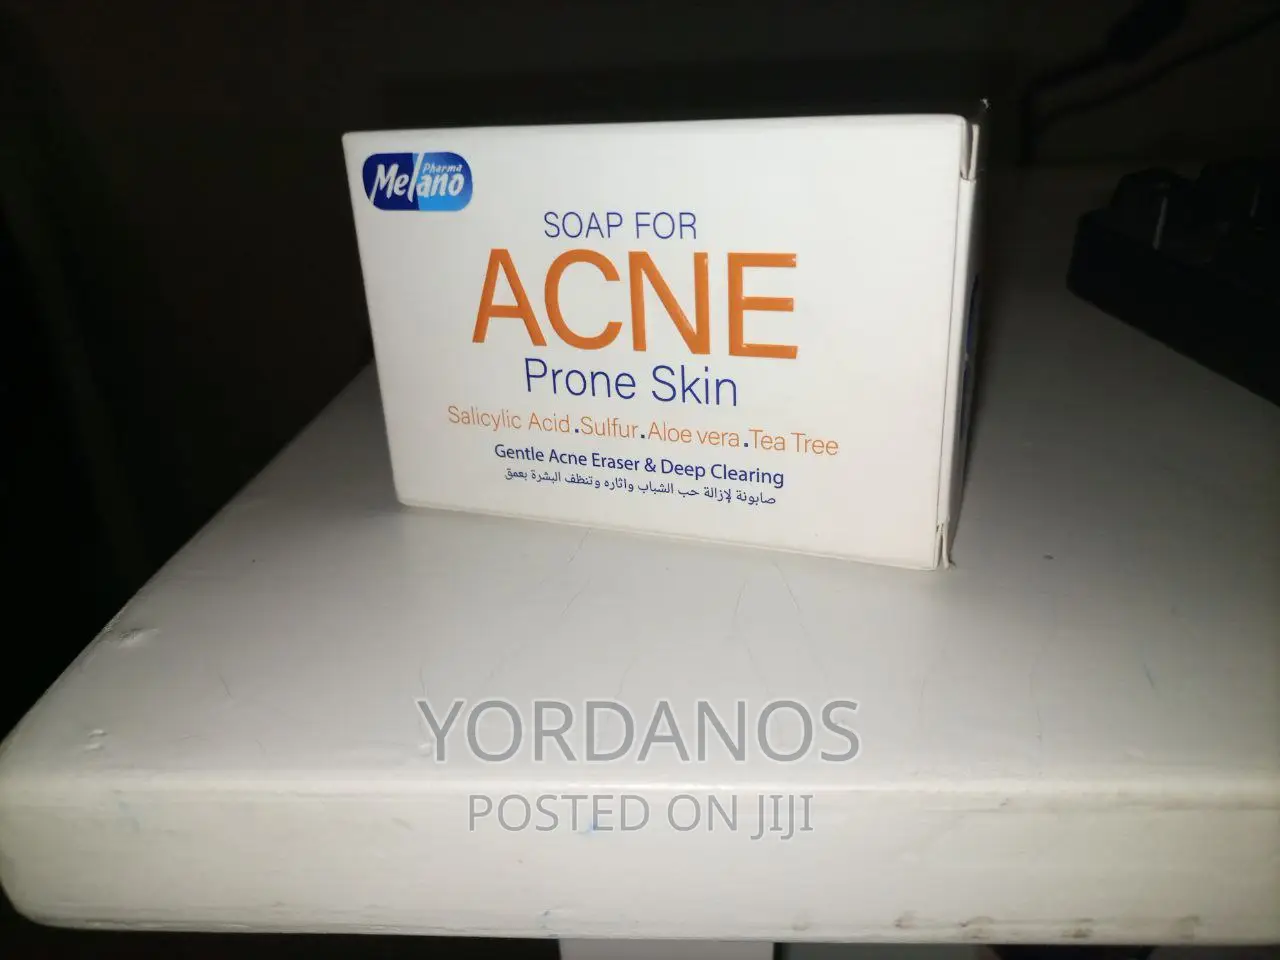 Melano
Pharma
SOAP FOR
ACNE
Prone Skin
Salicylic Acid.Sulfur.Aloe vera.Tea Tree
Gentle Acne Eraser & Deep Clearing
صابونة لإزالة حب الشباب واثاره وتنظف البشرة بعمق
YORDANOS
POSTED ON JIJI